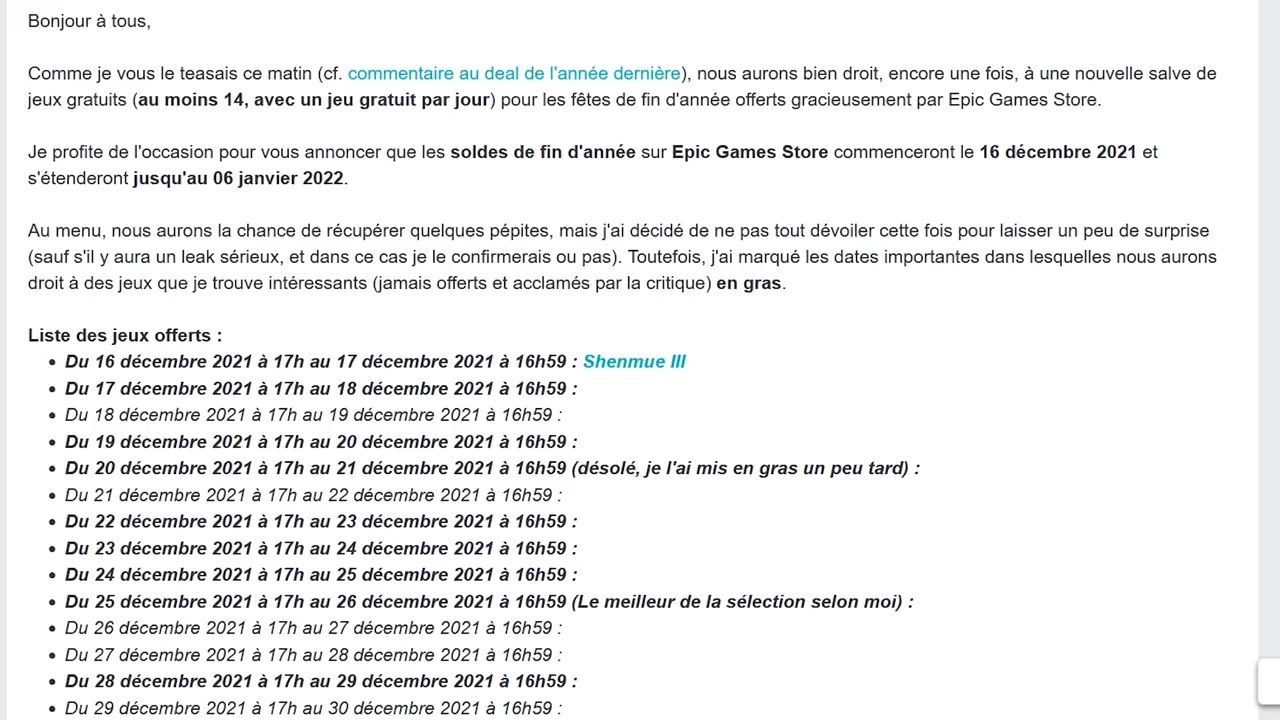 Bonjour à tous,
Comme je vous le teasais ce matin (cf. commentaire au deal de l'année dernière), nous aurons bien droit, encore une fois, à une nouvelle salve de
jeux gratuits (au moins 14, avec un jeu gratuit par jour) pour les fêtes de fin d'année offerts gracieusement par Epic Games Store.
Je profite de l'occasion pour vous annoncer que les soldes de fin d'année sur Epic Games Store commenceront le 16 décembre 2021 et
s'étenderont jusqu'au 06 janvier 2022.
Au menu, nous aurons la chance de récupérer quelques pépites, mais j'ai décidé de ne pas tout dévoiler cette fois pour laisser un peu de surprise
(sauf s'il y aura un leak sérieux, et dans ce cas je le confirmerais ou pas). Toutefois, j'ai marqué les dates importantes dans lesquelles nous aurons
droit à des jeux que je trouve intéressants (jamais offerts et acclamés par la critique) en gras.
Liste des jeux offerts :
• Du 16 décembre 2021 à 17h au 17 décembre 2021 à 16h59 : Shenmue III
• Du 17 décembre 2021 à 17h au 18 décembre 2021 à 16h59 :
• Du 18 décembre 2021 à 17h au 19 décembre 2021 à 16h59 :
• Du 19 décembre 2021 à 17h au 20 décembre 2021 à 16h59 :
• Du 20 décembre 2021 à 17h au 21 décembre 2021 à 16h59 (désolé, je l'ai mis en gras un peu tard) :
• Du 21 décembre 2021 à 17h au 22 décembre 2021 à 16h59 :
• Du 22 décembre 2021 à 17h au 23 décembre 2021 à 16h59 :
• Du 23 décembre 2021 à 17h au 24 décembre 2021 à 16h59 :
• Du 24 décembre 2021 à 17h au 25 décembre 2021 à 16h59 :
• Du 25 décembre 2021 à 17h au 26 décembre 2021 à 16h59 (Le meilleur de la sélection selon moi) :
• Du 26 décembre 2021 à 17h au 27 décembre 2021 à 16h59 :
• Du 27 décembre 2021 à 17h au 28 décembre 2021 à 16h59 :
• Du 28 décembre 2021 à 17h au 29 décembre 2021 à 16h59 :
• Du 29 décembre 2021 à 17h au 30 décembre 2021 à 16h59 :